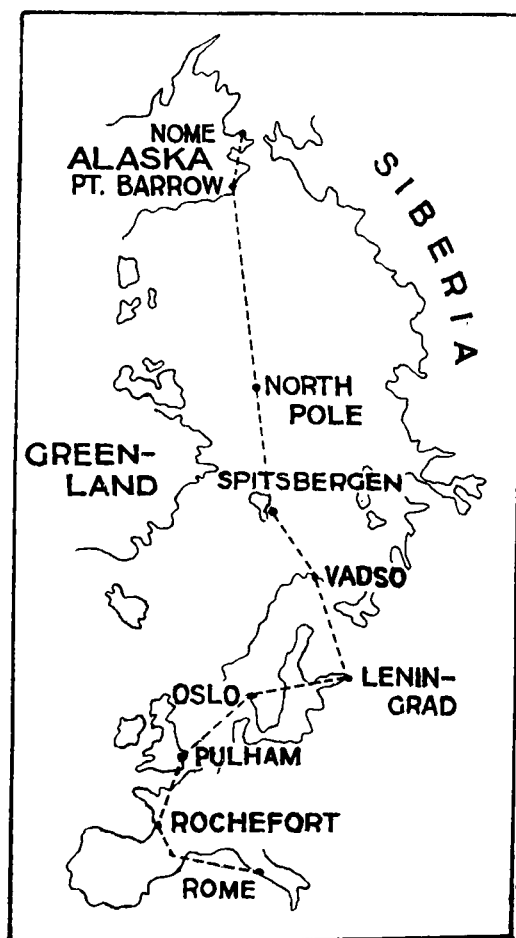 NOME
ALASKA
PT. BARROW
SIBERIA
NORTH
POLE
GREEN-
LAND
SPITSBERGEN
VADSO
LENIN-
GRAD
OSLO
PULHAM
ROCHEFORT
ROME